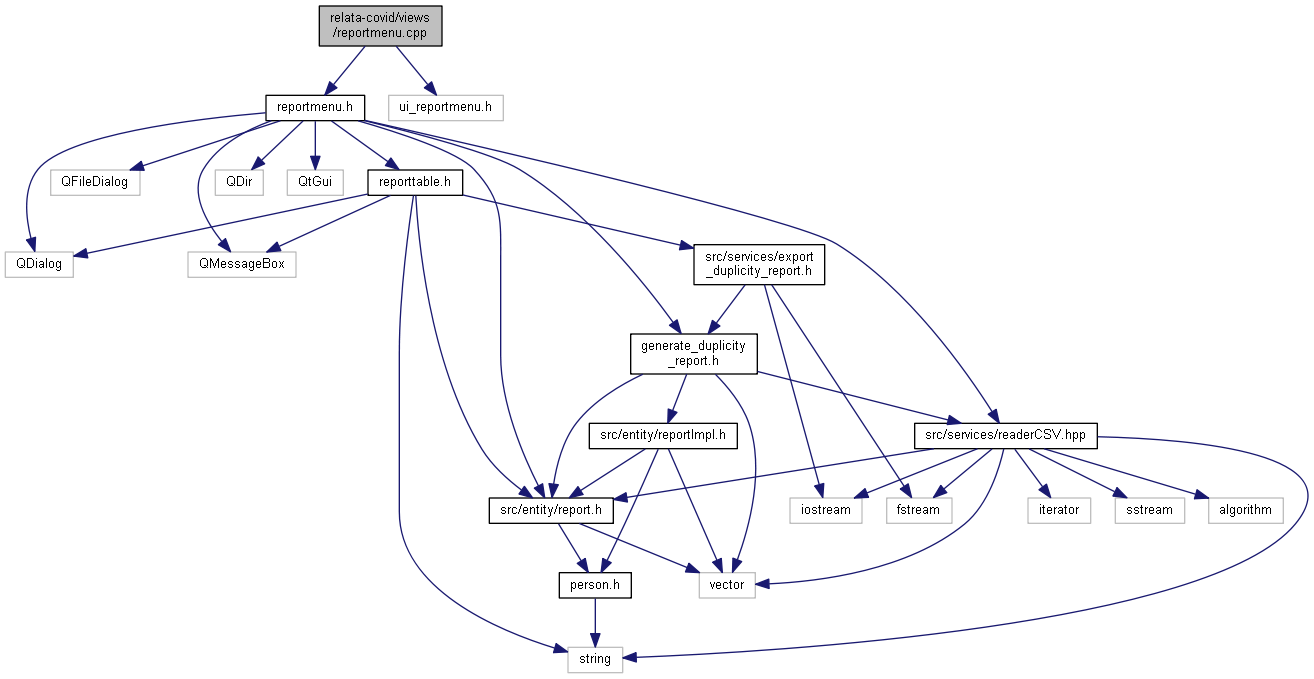 relata-covid/views
/reportmenu.cpp
reportmenu.h
ui_reportmenu.h
QFileDialog
QDir
QtGui
reporttable.h
QDialog
QMessageBox
src/services/export
_duplicity_report.h
generate_duplicity
_report.h
src/entity/reportImpl.h
src/services/readerCSV.hpp
src/entity/report.h
iostream
fstream
iterator
sstream
algorithm
person.h
vector
string